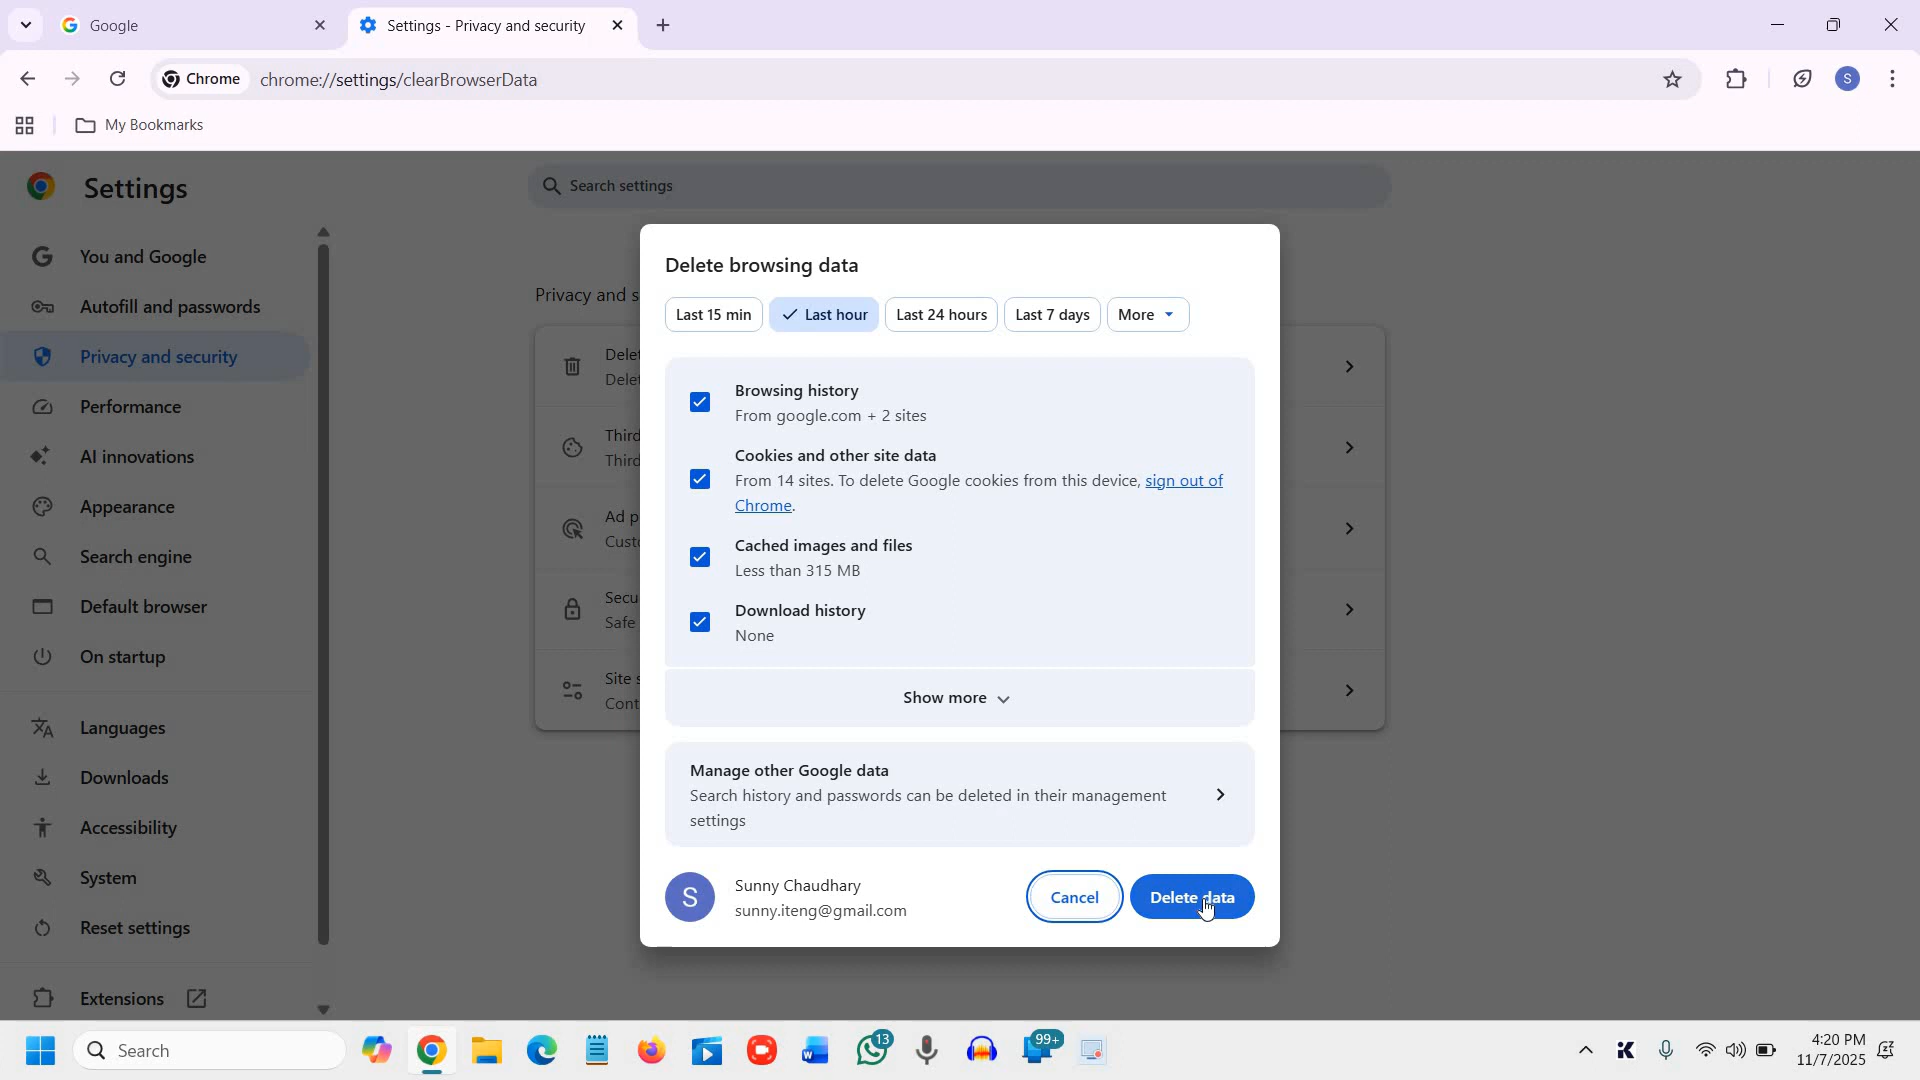 Google
Settings - Privacy and security
Chrome
chrome://settings/clearBrowserData
S
My Bookmarks
Settings
Search settings
You and Google
Autofill and passwords
Privacy and security
Performance
AI innovations
Appearance
Search engine
Default browser
On startup
Languages
Downloads
Accessibility
System
Reset settings
Extensions
Privacy and s
Delet
Delet
Third
Third
Ad p
Custo
Secu
Safe
Site s
Cont
Delete browsing data
Last 15 min
Last hour
Last 24 hours
Last 7 days
More
Browsing history
From google.com + 2 sites
Cookies and other site data
From 14 sites. To delete Google cookies from this device, sign out of
Chrome.
Cached images and files
Less than 315 MB
Download history
None
Show more
Manage other Google data
Search history and passwords can be deleted in their management
settings
S
Sunny Chaudhary
sunny.iteng@gmail.com
Cancel
Delete data
Search
13
99+
4:20 PM
11/7/2025